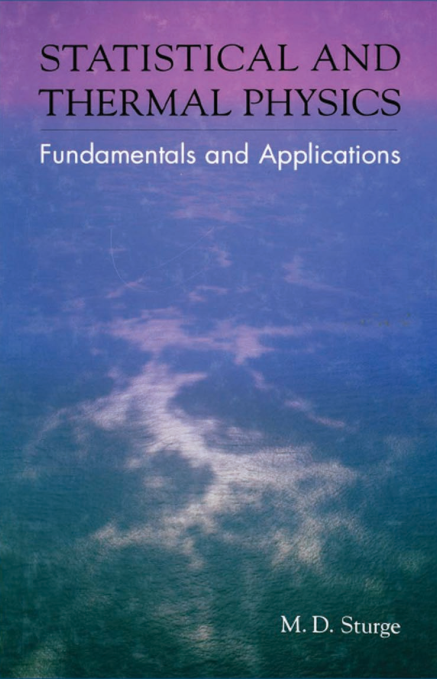 STATISTICAL AND
THERMAL PHYSICS
Fundamentals and Applications
M. D. Sturge